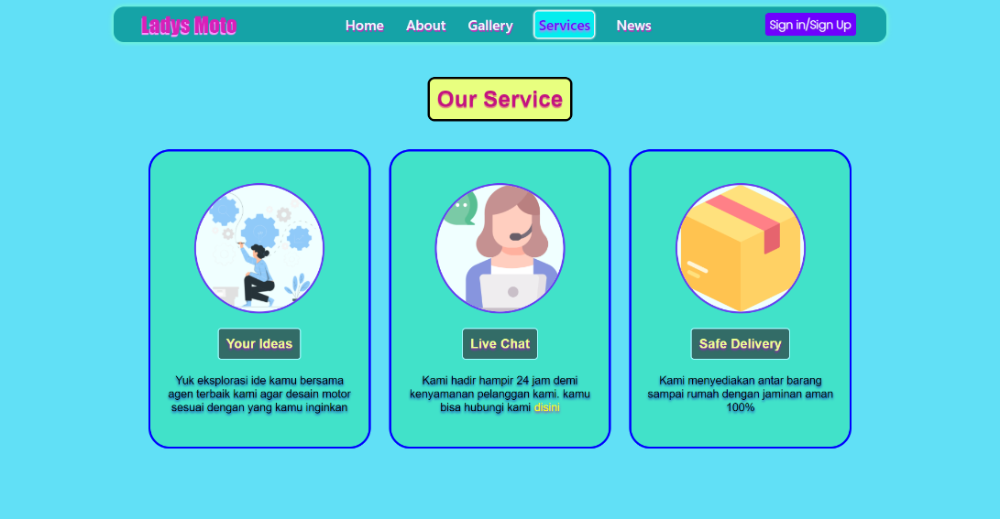 Ladys Moto
Home About Gallery Services News
Sign in/Sign Up
Our Service
Your Ideas
Yuk eksplorasi ide kamu bersama
agen terbaik kami agar desain motor
sesuai dengan yang kamu inginkan
Live Chat
Kami hadir hampir 24 jam demi
kenyamanan pelanggan kami. kamu
bisa hubungi kami disini
Safe Delivery
Kami menyediakan antar barang
sampai rumah dengan jaminan aman
100%